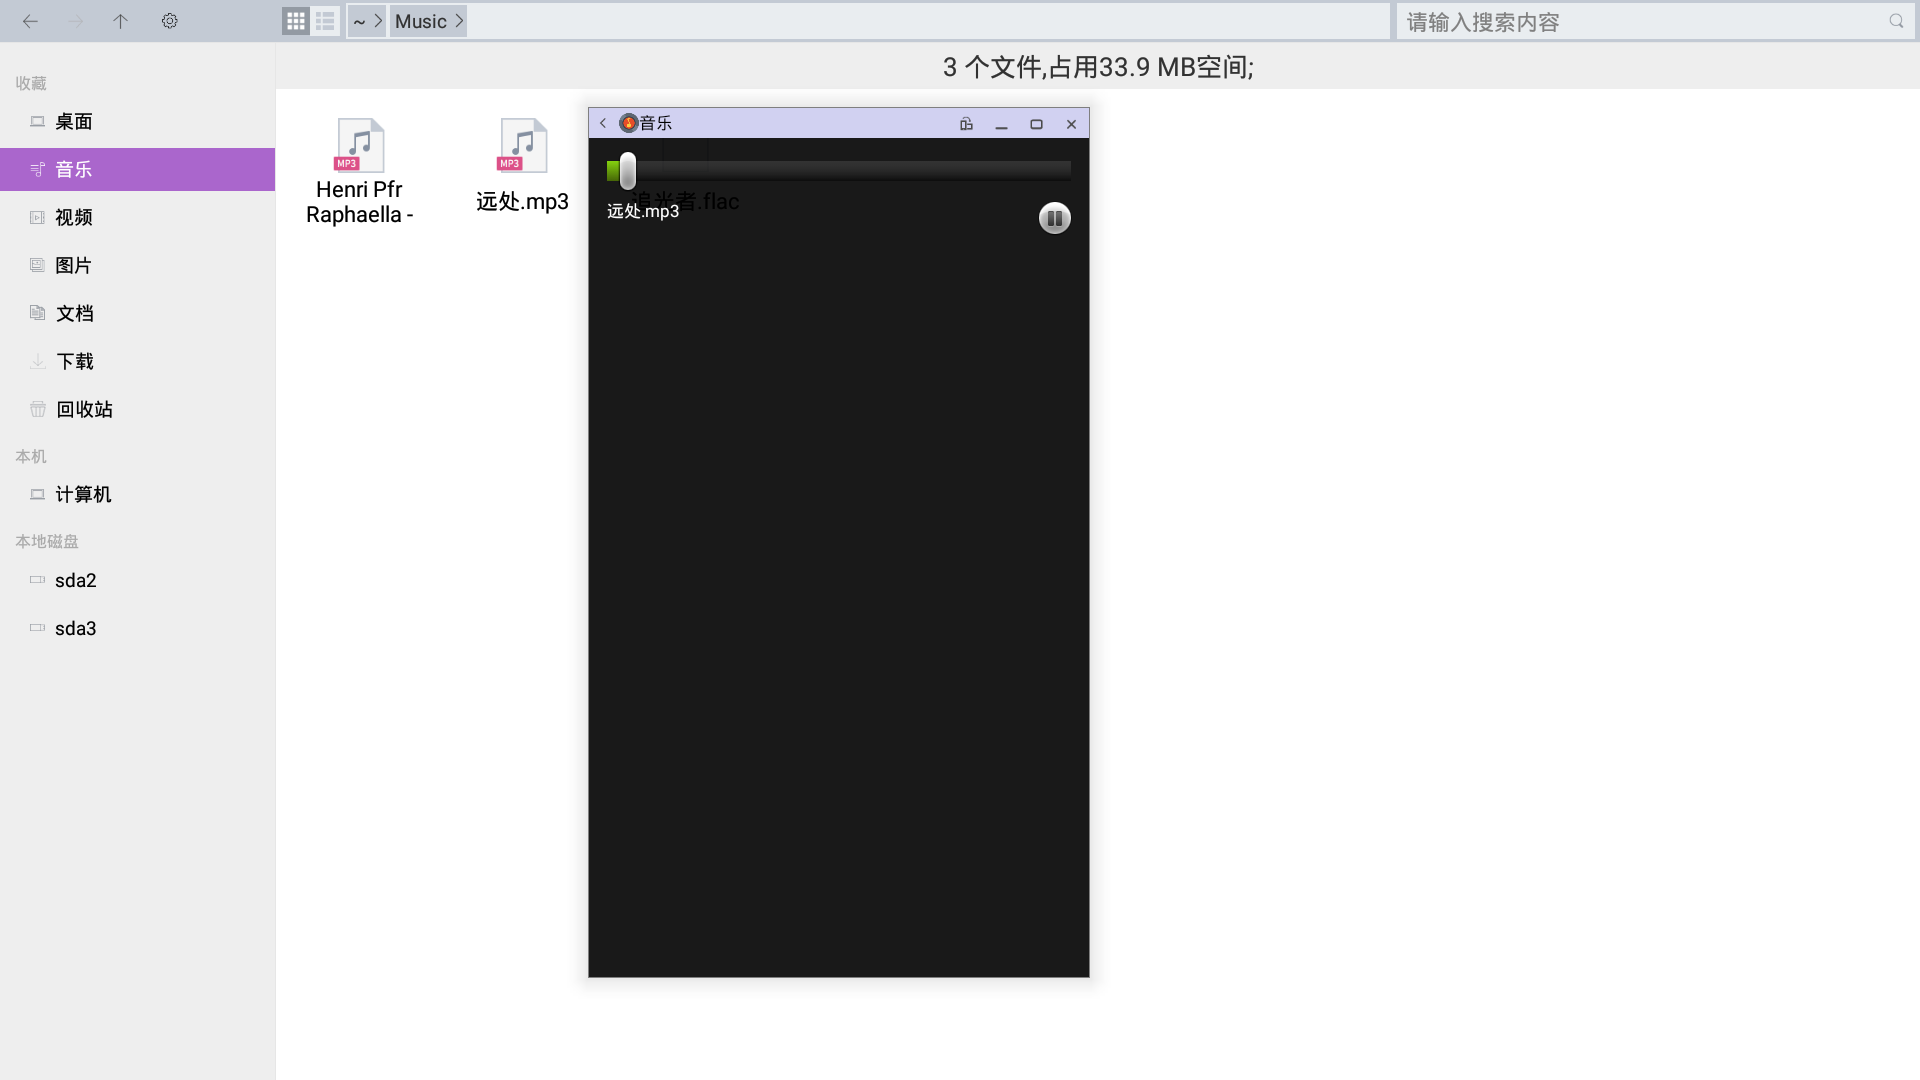 ~
Music
请输入搜索内容
3 个文件,占用33.9 MB空间;
收藏
桌面
音乐
视频
图片
文档
下载
回收站
本机
计算机
本地磁盘
sda2
sda3
MP3
Henri Pfr
Raphaella -
MP3
远处.mp3
音乐
追光者.flac
远处.mp3